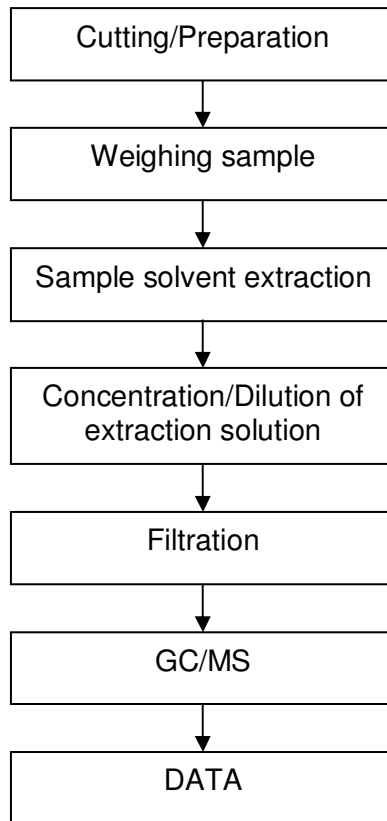 Cutting/Preparation
Weighing sample
Sample solvent extraction
Concentration/Dilution of
extraction solution
Filtration
GC/MS
DATA